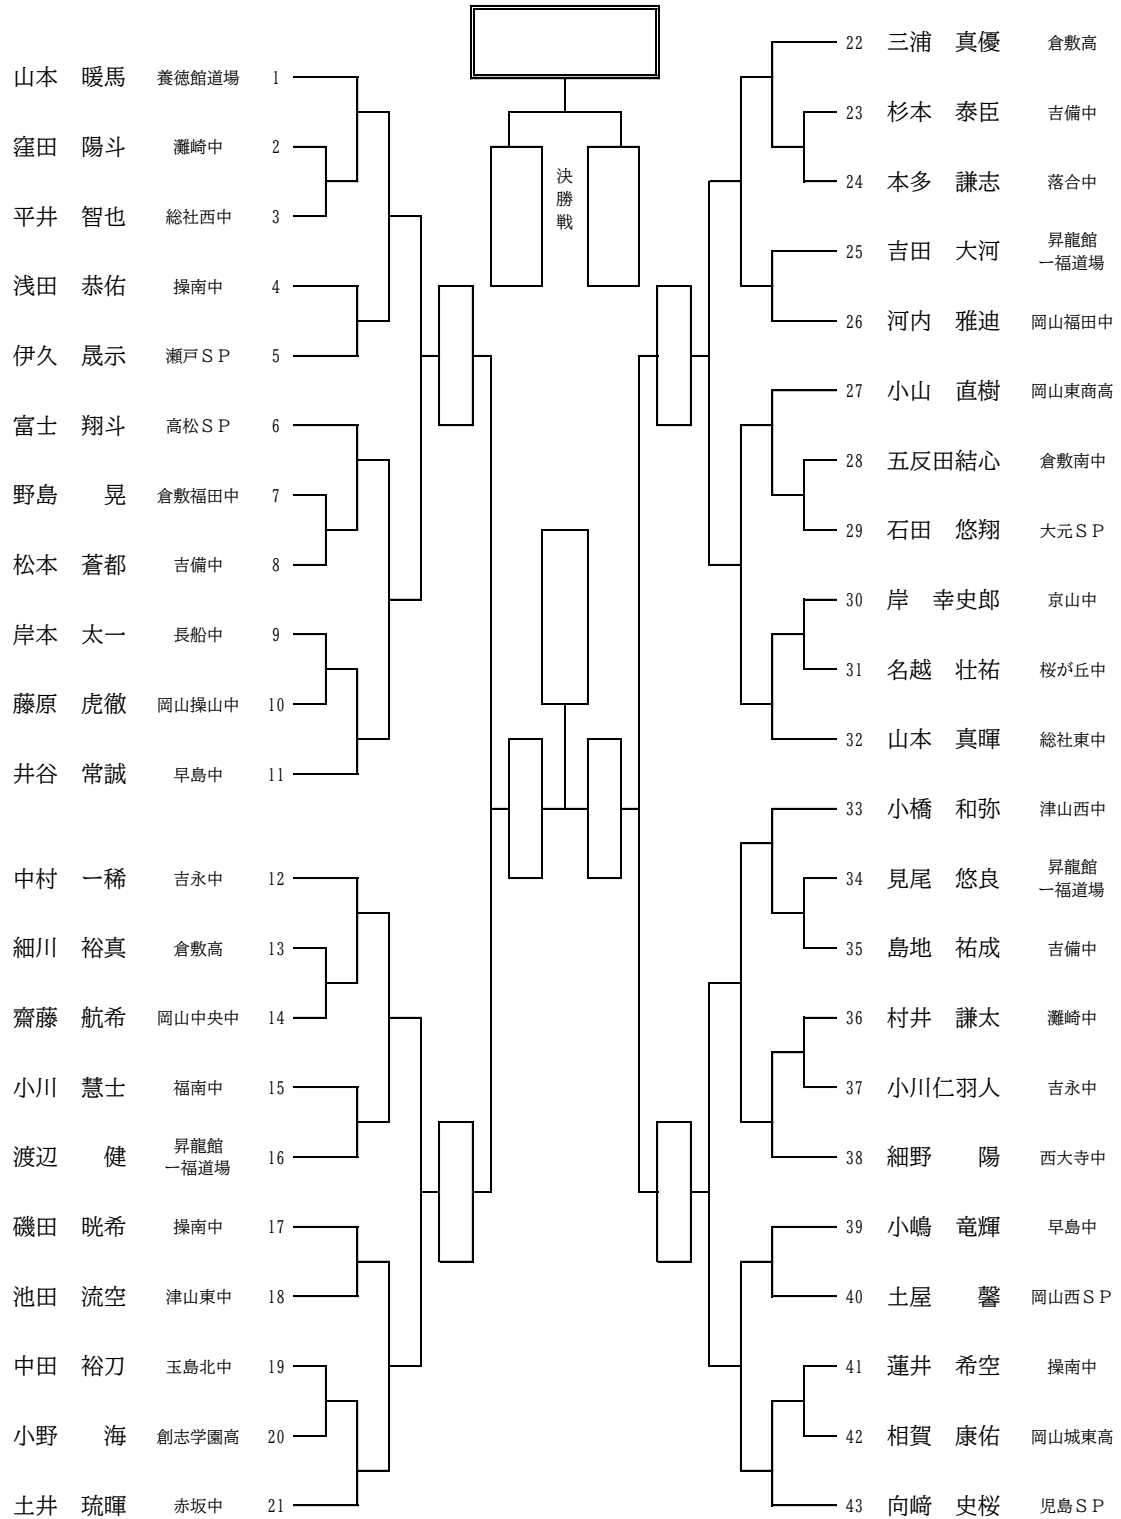 山本　暖馬　養徳館道場　1
窪田　陽斗　灘崎中　2
平井　智也　総社西中　3
浅田　恭佑　操南中　4
伊久　晟示　瀬戸ＳＰ　5
富士　翔斗　高松ＳＰ　6
野島　　晃　倉敷福田中　7
松本　蒼都　吉備中　8
岸本　太一　長船中　9
藤原　虎徹　岡山操山中　10
井谷　常誠　早島中　11
中村　一稀　吉永中　12
細川　裕真　倉敷高　13
齋藤　航希　岡山中央中　14
小川　慧士　福南中　15
渡辺　　健　昇龍館
一福道場　16
磯田　晄希　操南中　17
池田　流空　津山東中　18
中田　裕刀　玉島北中　19
小野　　海　創志学園高　20
土井　琉暉　赤坂中　21
決勝戦
22　三浦　真優　倉敷高
23　杉本　泰臣　吉備中
24　本多　謙志　落合中
25　吉田　大河　昇龍館
一福道場
26　河内　雅迪　岡山福田中
27　小山　直樹　岡山東商高
28　五反田結心　倉敷南中
29　石田　悠翔　大元ＳＰ
30　岸　幸史郎　京山中
31　名越　壮祐　桜が丘中
32　山本　真暉　総社東中
33　小橋　和弥　津山西中
34　見尾　悠良　昇龍館
一福道場
35　島地　祐成　吉備中
36　村井　謙太　灘崎中
37　小川仁羽人　吉永中
38　細野　　陽　西大寺中
39　小嶋　竜輝　早島中
40　土屋　　馨　岡山西ＳＰ
41　蓮井　希空　操南中
42　相賀　康佑　岡山城東高
43　向﨑　史桜　児島ＳＰ